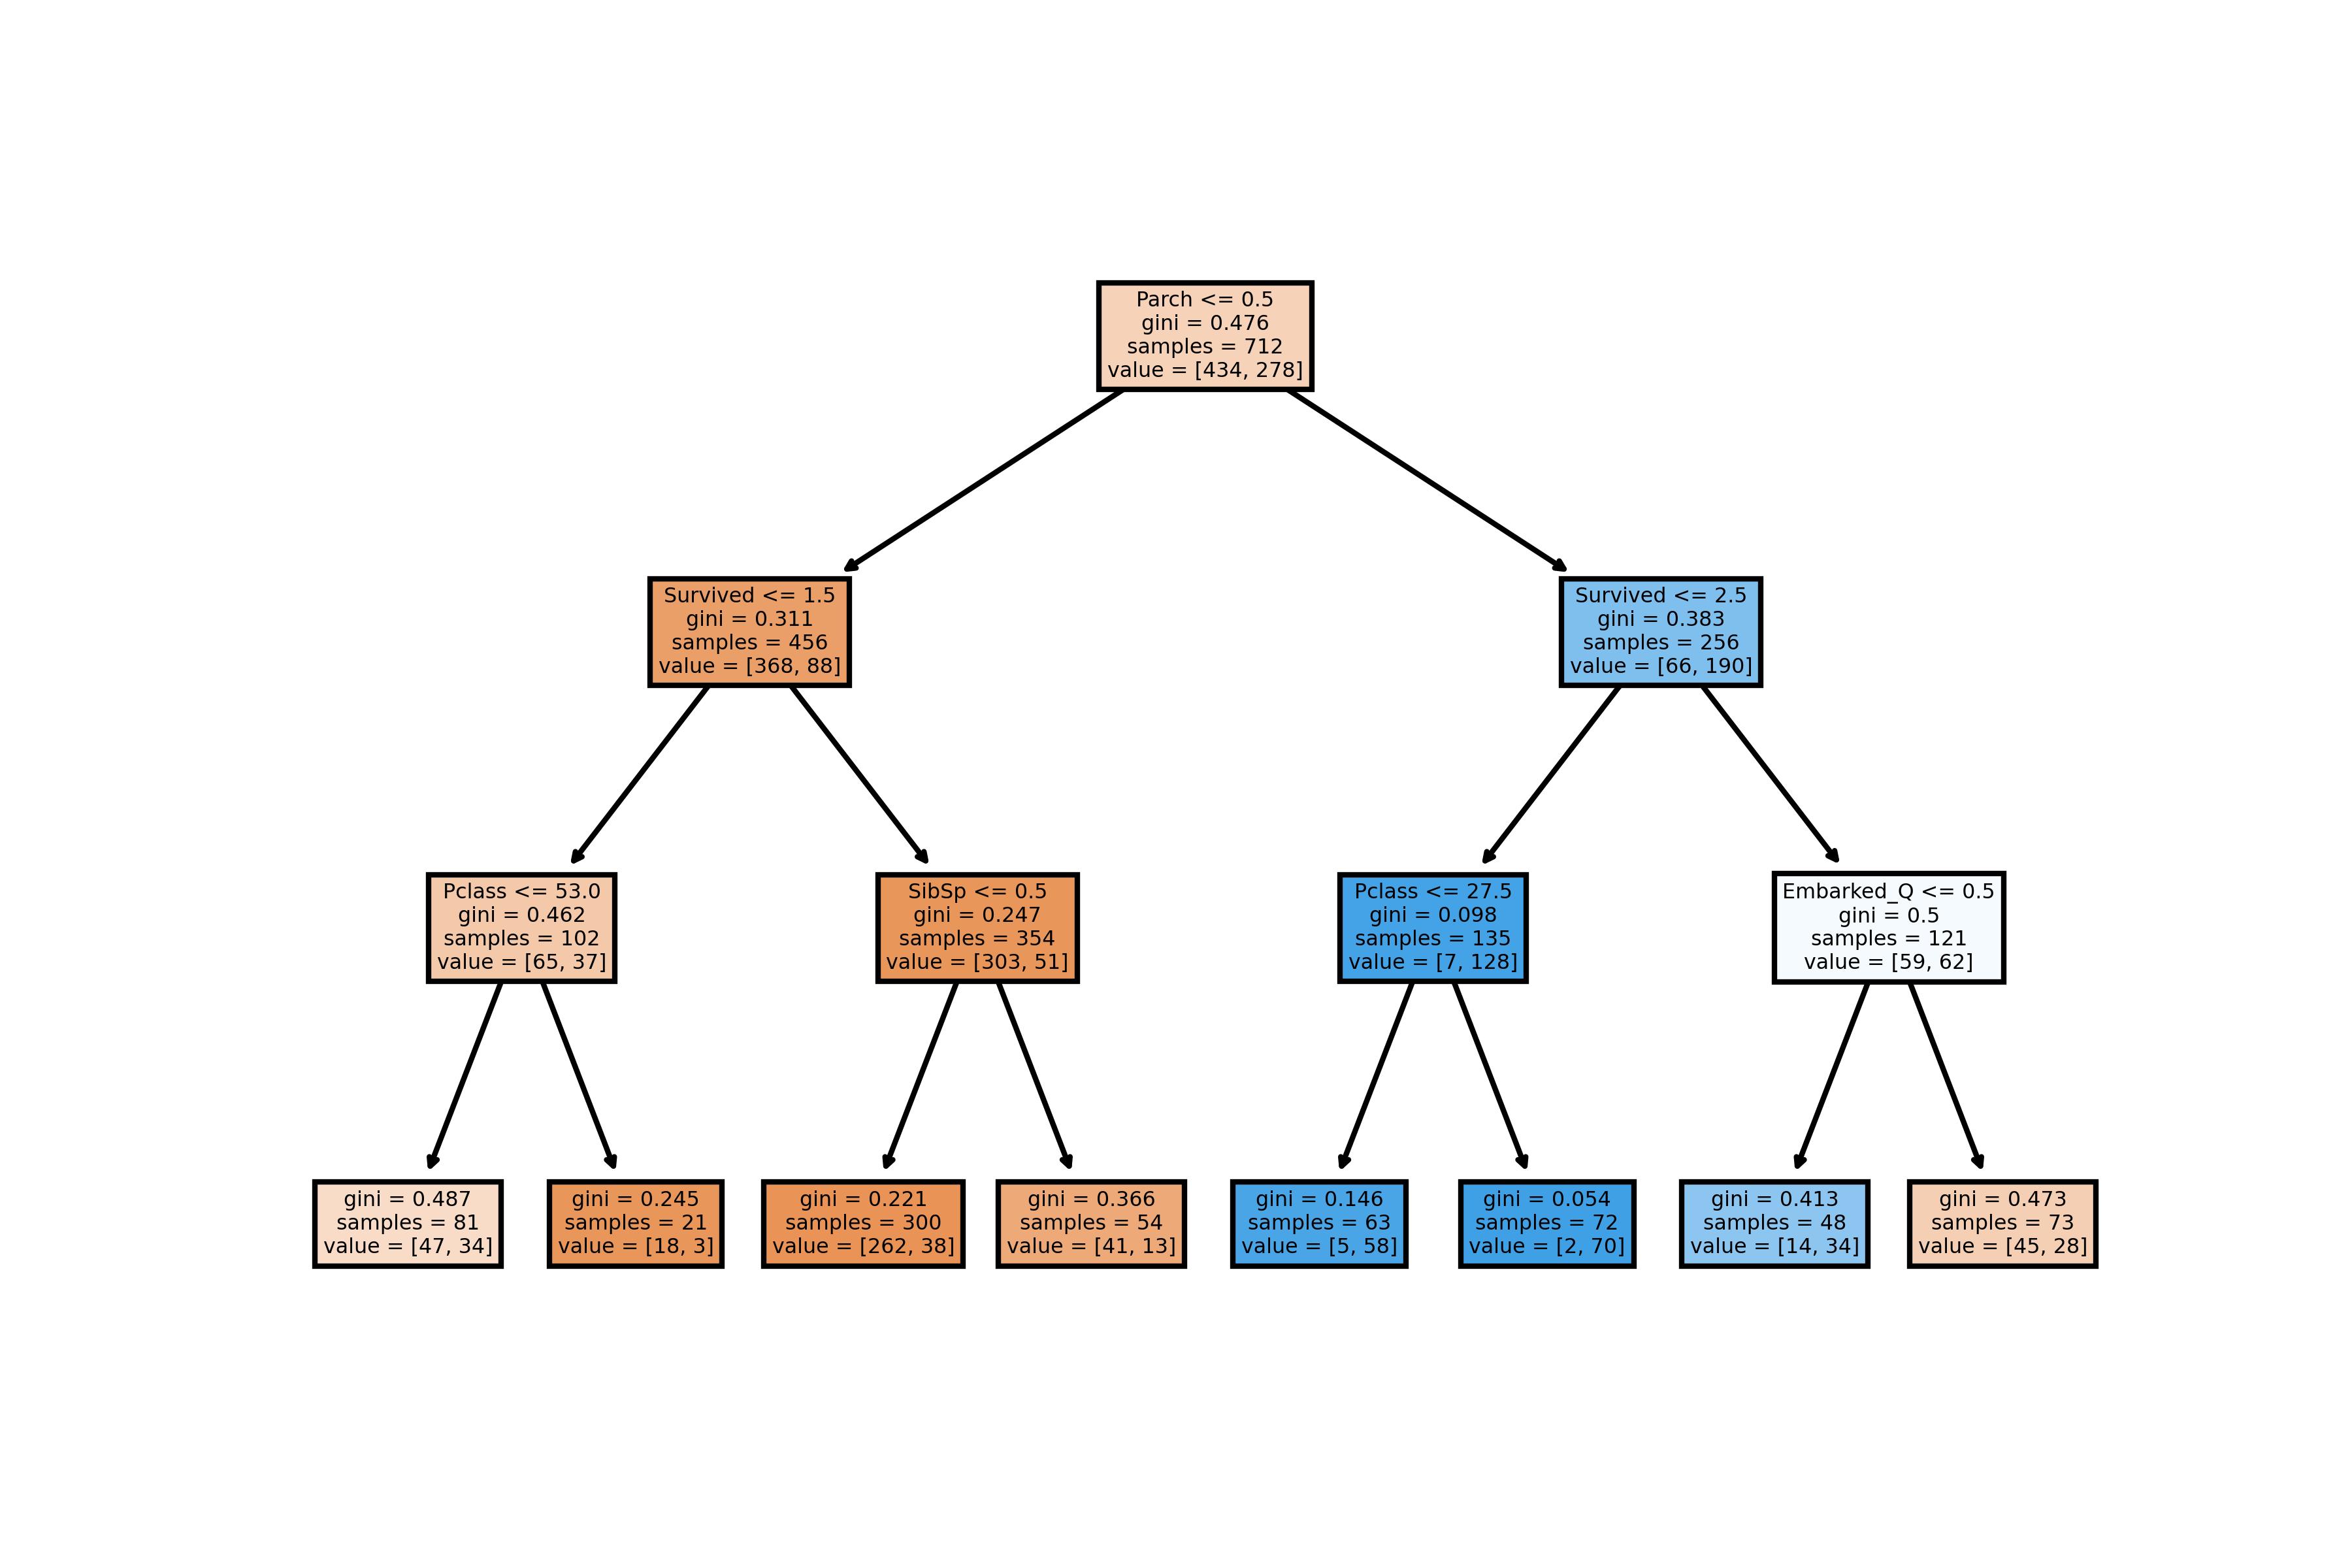 Parch <= 0.5
gini = 0.476
samples = 712
value = [434, 278]
Survived <= 1.5
gini = 0.311
samples = 456
value = [368, 88]
Survived <= 2.5
gini = 0.383
samples = 256
value = [66, 190]
Pclass <= 53.0
gini = 0.462
samples = 102
value = [65, 37]
SibSp <= 0.5
gini = 0.247
samples = 354
value = [303, 51]
Pclass <= 27.5
gini = 0.098
samples = 135
value = [7, 128]
Embarked_Q <= 0.5
gini = 0.5
samples = 121
value = [59, 62]
gini = 0.487
samples = 81
value = [47, 34]
gini = 0.245
samples = 21
value = [18, 3]
gini = 0.221
samples = 300
value = [262, 38]
gini = 0.366
samples = 54
value = [41, 13]
gini = 0.146
samples = 63
value = [5, 58]
gini = 0.054
samples = 72
value = [2, 70]
gini = 0.413
samples = 48
value = [14, 34]
gini = 0.473
samples = 73
value = [45, 28]